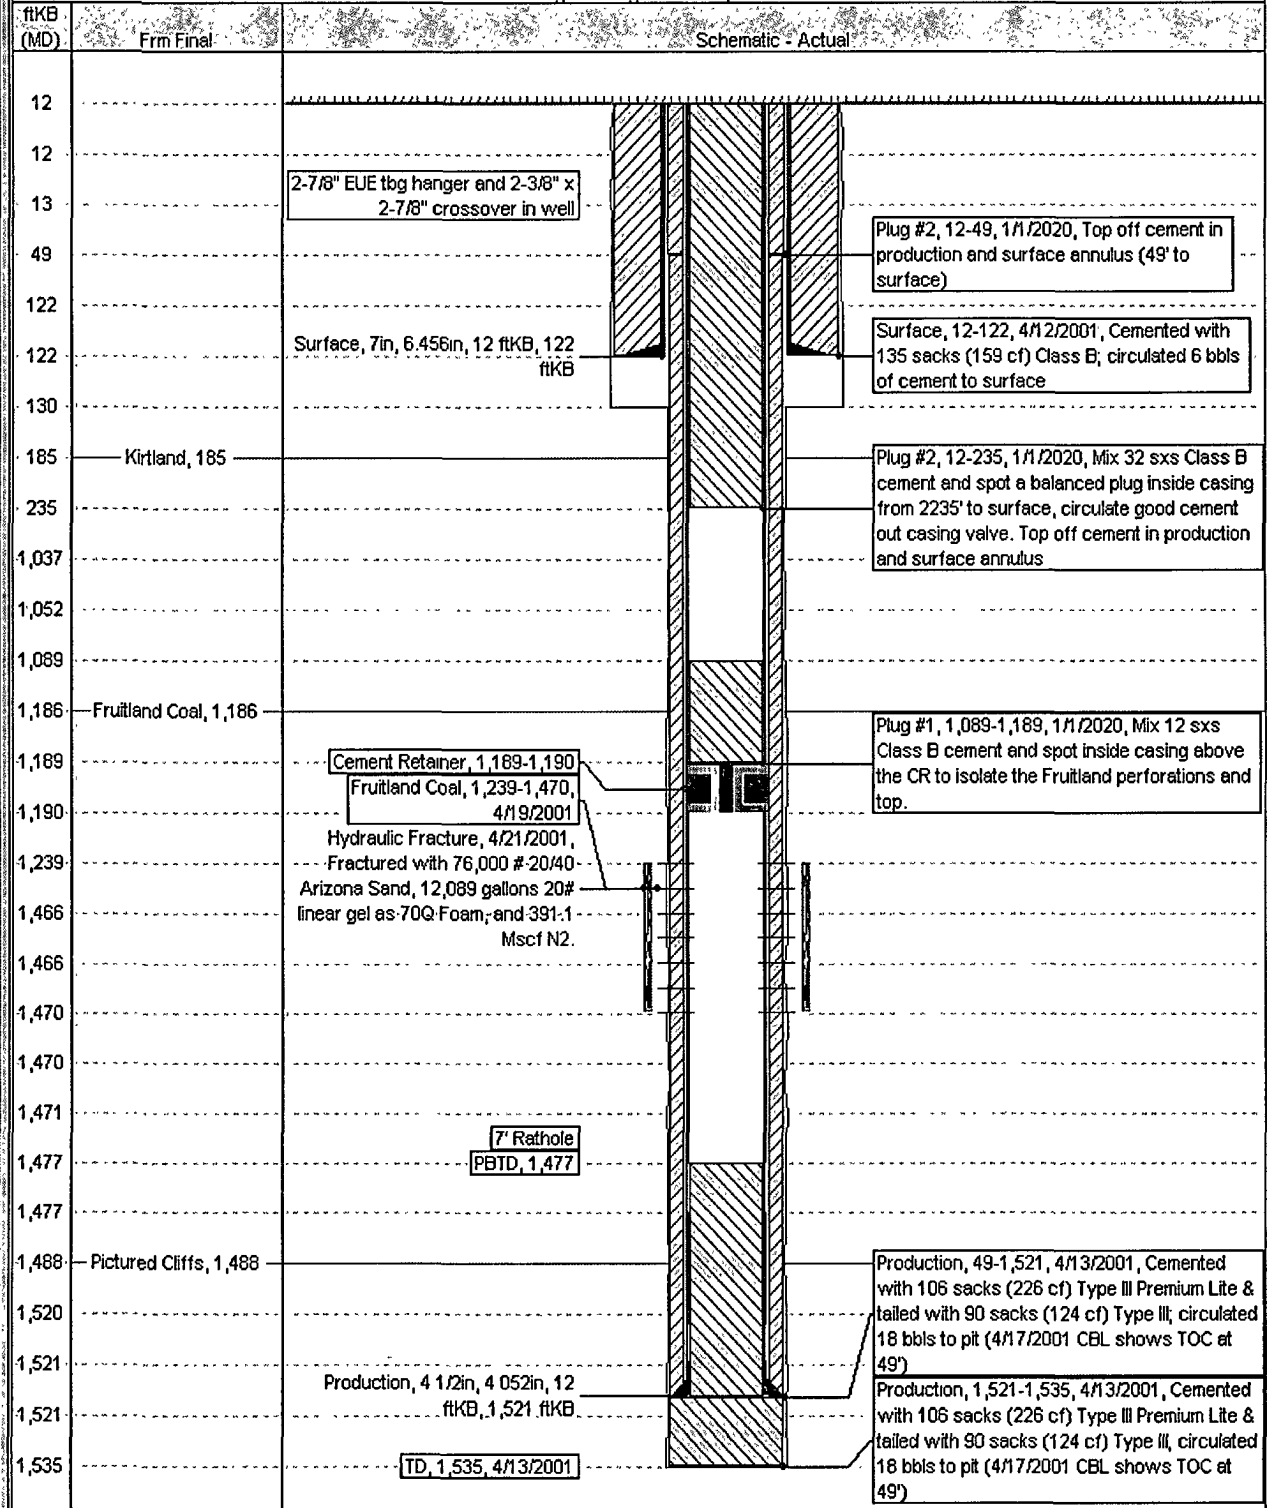 ftKB
(MD)
Frm Final
Schematic - Actual
12
12
13
49
122
122
130
185
235
1,037
1,052
1,089
1,186
1,189
1,190
1,239
1,466
1,466
1,470
1,470
1,471
1,477
1,477
1,488
1,520
1,521
1,521
1,535
Kirtland, 185
Fruitland Coal, 1,186
Pictured Cliffs, 1,488
2-7/8" EUE tbg hanger and 2-3/8" x
2-7/8" crossover in well
Surface, 7in, 6.456in, 12 ftKB, 122
ftKB
Cement Retainer, 1,189-1,190
Fruitland Coal, 1,239-1,470,
4/19/2001
Hydraulic Fracture, 4/21/2001,
Fractured with 76,000 # 20/40
Arizona Sand, 12,089 gallons 20#
linear gel as 70Q Foam, and 391.1
Mscf N2.
7' Rathole
PBTD, 1,477
Production, 4 1/2in, 4 052in, 12
ftKB, 1,521 ftKB
TD, 1,535, 4/13/2001
Plug #2, 12-49, 1/1/2020, Top off cement in
production and surface annulus (49' to
surface)
Surface, 12-122, 4/12/2001, Cemented with
135 sacks (159 cf) Class B; circulated 6 bbls
of cement to surface
Plug #2, 12-235, 1/1/2020, Mix 32 sxs Class B
cement and spot a balanced plug inside casing
from 2235' to surface, circulate good cement
out casing valve. Top off cement in production
and surface annulus
Plug #1, 1,089-1,189, 1/1/2020, Mix 12 sxs
Class B cement and spot inside casing above
the CR to isolate the Fruitland perforations and
top.
Production, 49-1,521, 4/13/2001, Cemented
with 106 sacks (226 cf) Type III Premium Lite &
tailed with 90 sacks (124 cf) Type III; circulated
18 bbls to pit (4/17/2001 CBL shows TOC at
49')
Production, 1,521-1,535, 4/13/2001, Cemented
with 106 sacks (226 cf) Type III Premium Lite &
tailed with 90 sacks (124 cf) Type III, circulated
18 bbls to pit (4/17/2001 CBL shows TOC at
49')